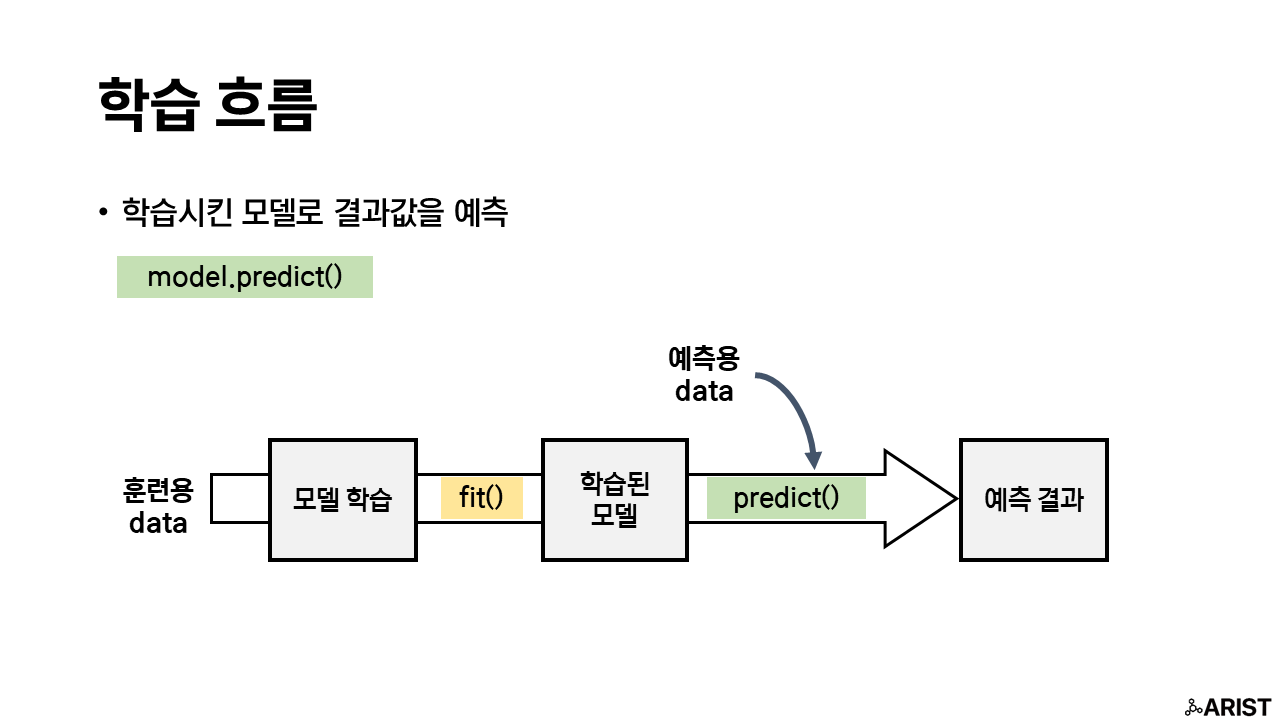 학습 흐름
• 학습시킨 모델로 결과값을 예측
model.predict()
예측용
data
훈련용
data
모델 학습
fit()
학습된
모델
predict()
예측 결과
ARIST